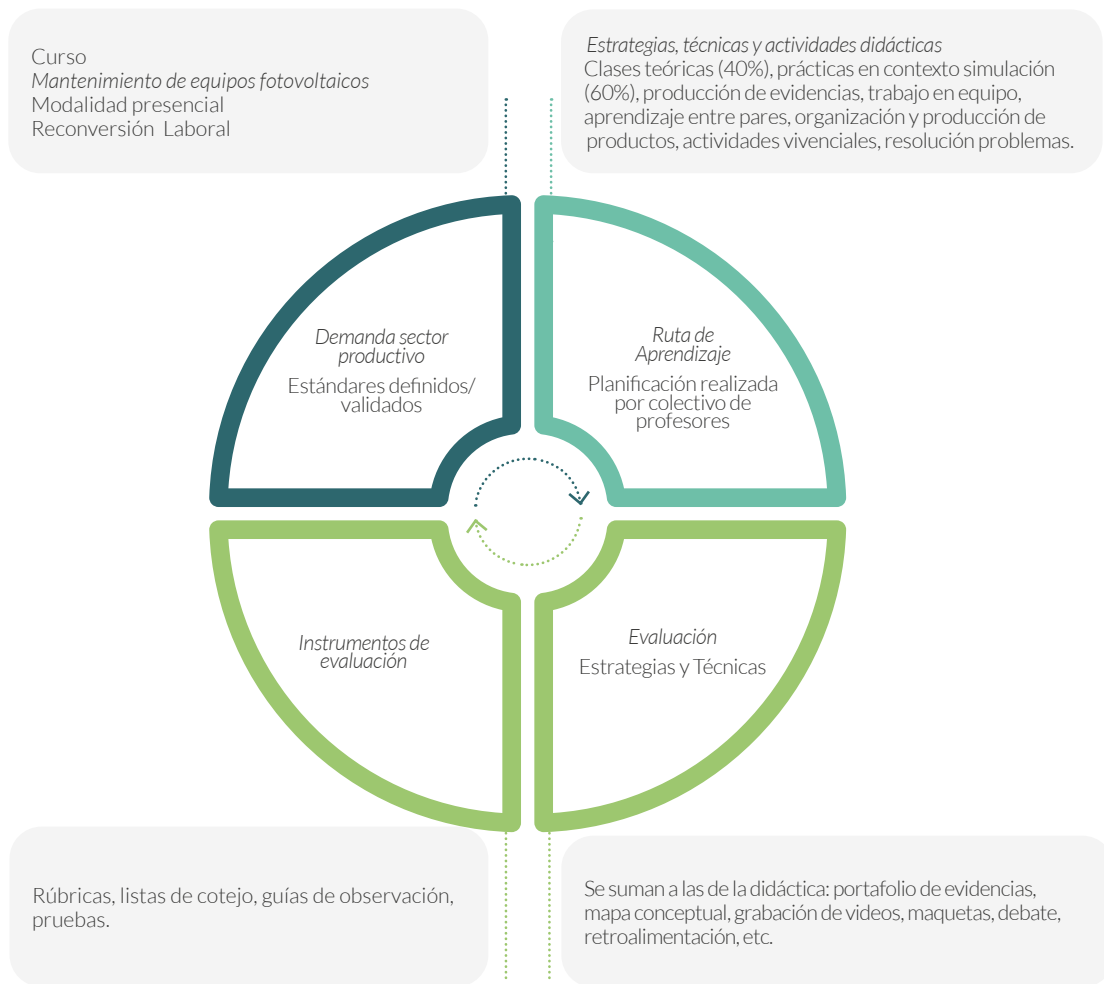 Curso
Mantenimiento de equipos fotovoltaicos
Modalidad presencial
Reconversión Laboral
Estrategias, técnicas y actividades didácticas
Clases teóricas (40%), prácticas en contexto simulación
(60%), producción de evidencias, trabajo en equipo,
aprendizaje entre pares, organización y producción de
productos, actividades vivenciales, resolución problemas.
Demanda sector
productivo
Estándares definidos/
validados
Ruta de
Aprendizaje
Planificación realizada
por colectivo de
profesores
Instrumentos de
evaluación
Evaluación
Estrategias y Técnicas
Rúbricas, listas de cotejo, guías de observación,
pruebas.
Se suman a las de la didáctica: portafolio de evidencias,
mapa conceptual, grabación de videos, maquetas, debate,
retroalimentación, etc.